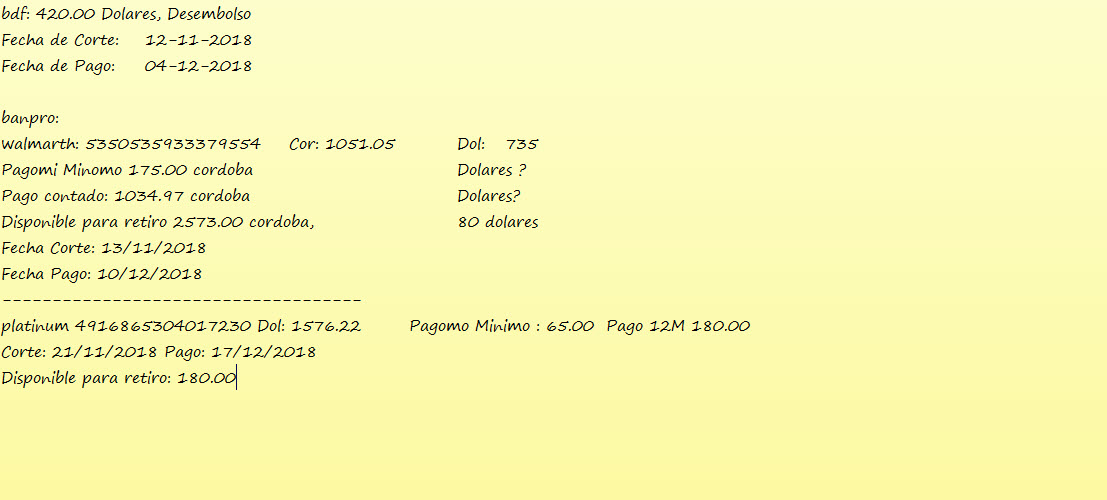 bdf: 420.00 Dolares, Desembolso
Fecha de Corte: 12-11-2018
Fecha de Pago: 04-12-2018
banpro:
walmarth: 5350535933379554 Cor: 1051.05 Dol: 735
Pagomi Minomo 175.00 cordoba Dolares ?
Pago contado: 1034.97 cordoba Dolares?
Disponible para retiro 2573.00 cordoba, 80 dolares
Fecha Corte: 13/11/2018
Fecha Pago: 10/12/2018
------------------------------------
platinum 4916865304017230 Dol: 1576.22 Pagomo Minimo : 65.00 Pago 12M 180.00
Corte: 21/11/2018 Pago: 17/12/2018
Disponible para retiro: 180.00